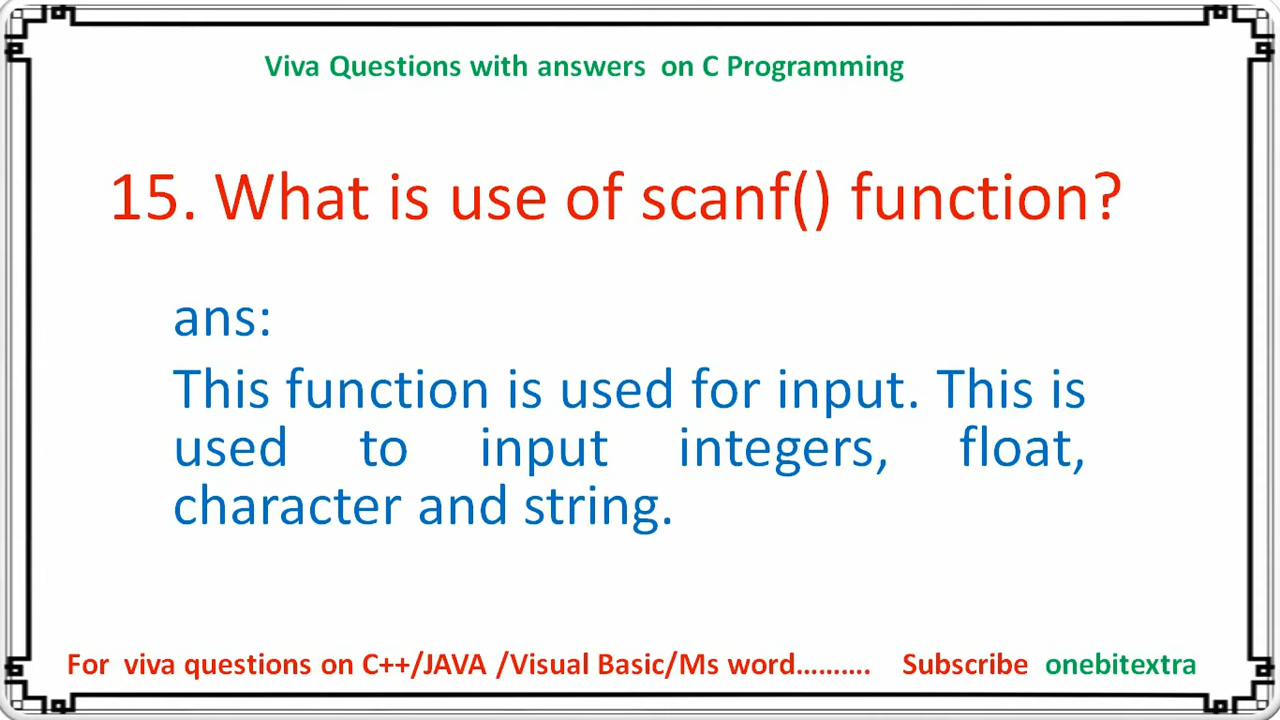 Viva Questions with answers on C Programming
15. What is use of scanf() function?
ans:
This function is used for input. This is
used to input integers, float,
character and string.
For viva questions on C++/JAVA /Visual Basic/Ms word.......... Subscribe onebitextra